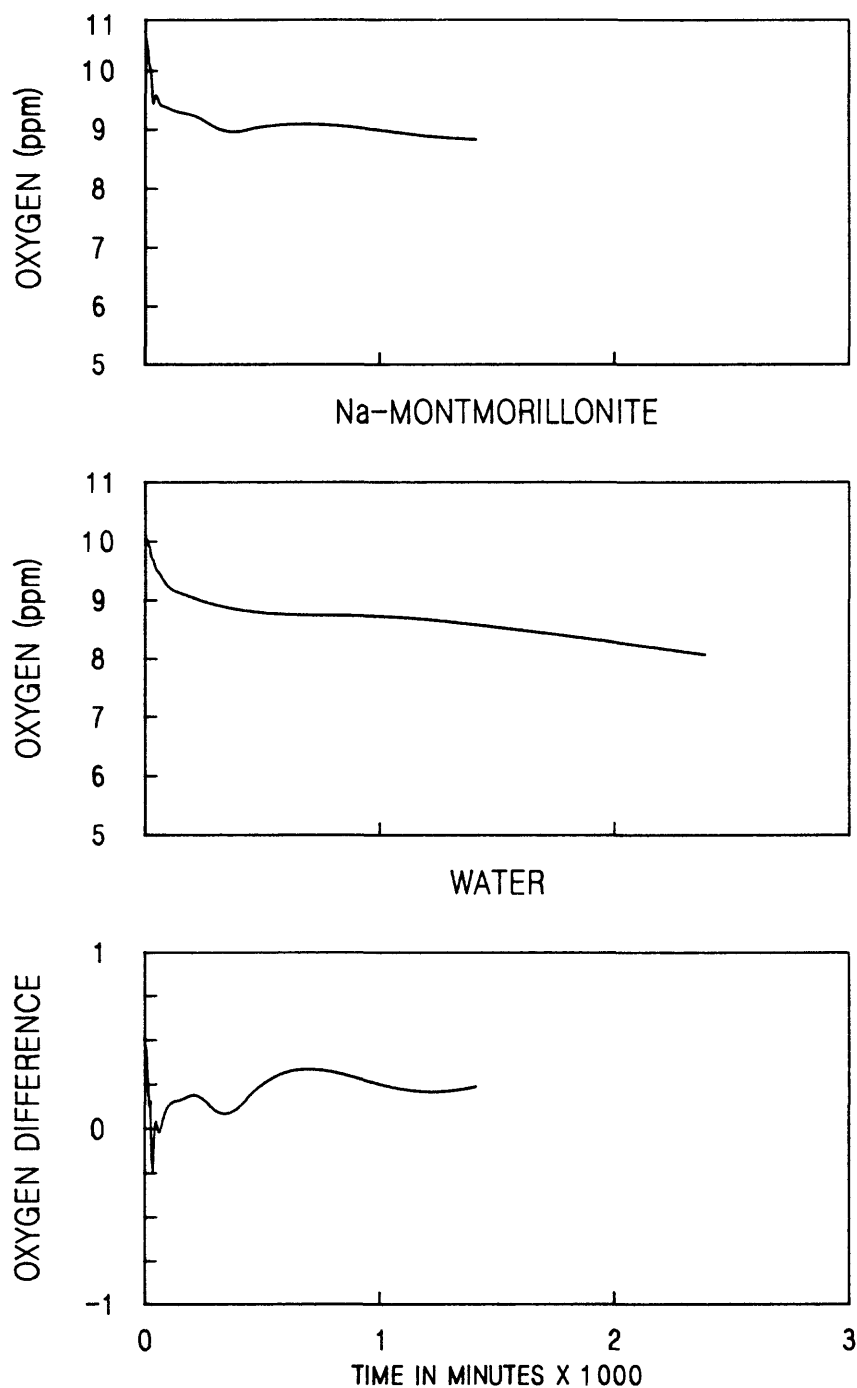 OXYGEN (ppm)
11
10
9
8
7
6
5
Na-MONTMORILLONITE
OXYGEN (ppm)
11
10
9
8
7
6
5
WATER
OXYGEN DIFFERENCE
1
0
-1
0 1 2 3
TIME IN MINUTES X 1000